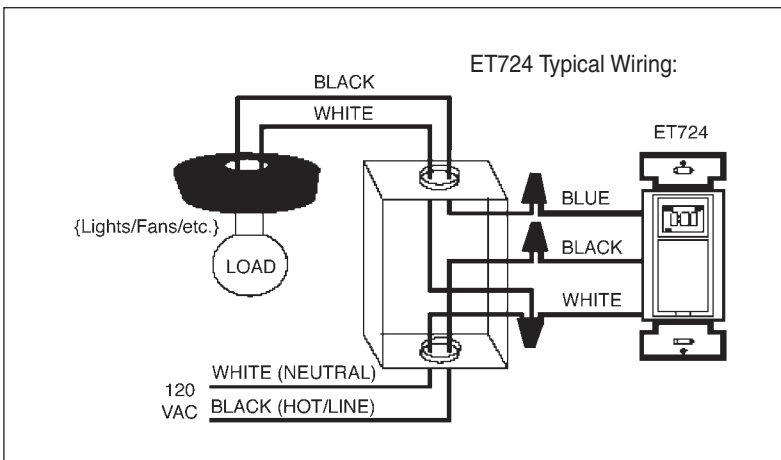 ET724 Typical Wiring:
BLACK
WHITE
ET724
{Lights/Fans/etc.}
LOAD
BLUE
BLACK
WHITE
WHITE (NEUTRAL)
120
VAC
BLACK (HOT/LINE)